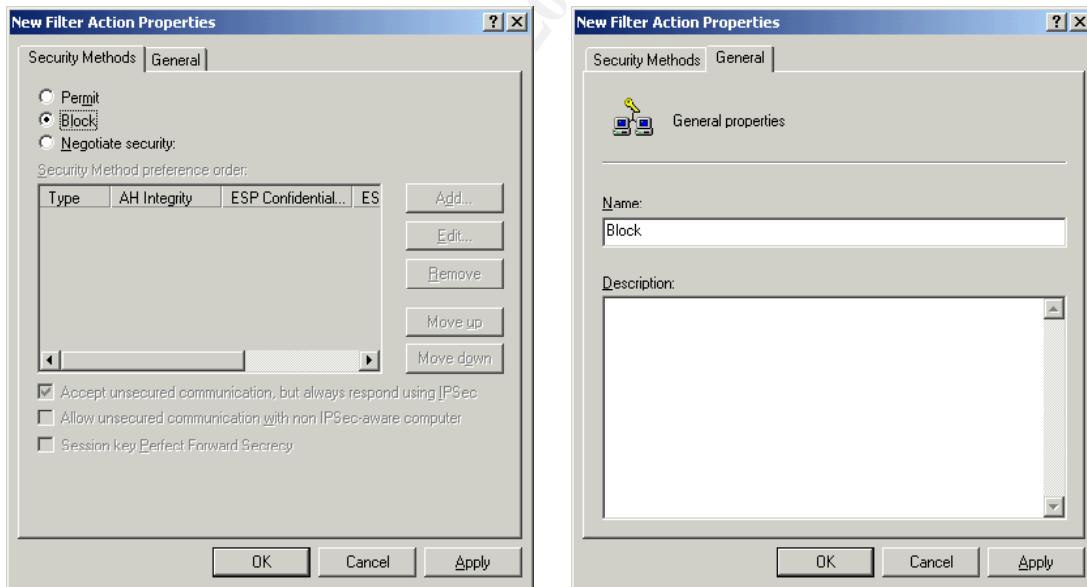 New Filter Action Properties
Security Methods
General
Permit
Block
Negotiate security:
Security Method preference order:
Type AH Integrity ESP Confidential... ES
Add...
Edit...
Remove
Move up
Move down
Accept unsecured communication, but always respond using IPSec
Allow unsecured communication with non IPSec-aware computer
Session key Perfect Forward Secrecy
OK Cancel Apply
New Filter Action Properties
Security Methods
General
General properties
Name:
Block
Description:
OK Cancel Apply